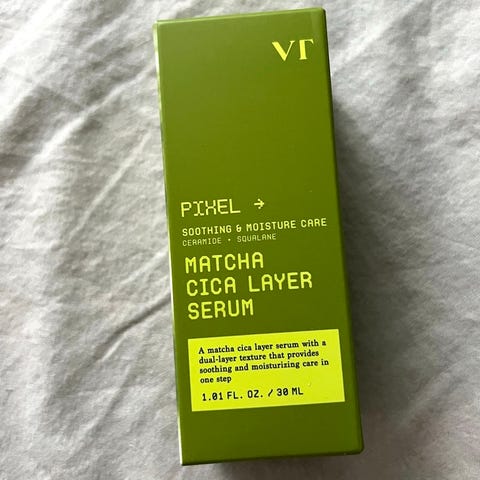 VT
PIXEL →
SOOTHING & MOISTURE CARE
CERAMIDE + SQUALANE
MATCHA
CICA LAYER
SERUM
A matcha cica layer serum with a
dual-layer texture that provides
soothing and moisturizing care in
one step
1.01 FL. OZ. / 30 ML